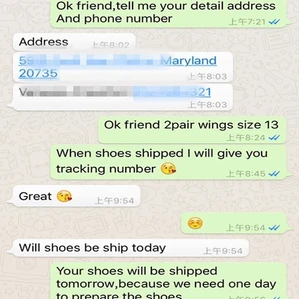 Ok friend,tell me your detail address
And phone number
上午7:21
Address
上午8:02
Maryland
20735
上午8:03
321
上午8:03
Ok friend 2pair wings size 13
上午8:24
When shoes shipped I will give you
tracking number
上午8:45
Great
上午9:54
上午9:54
Will shoes be ship today
上午9:54
Your shoes will be shipped
tomorrow,because we need one day
to prepare the shoes